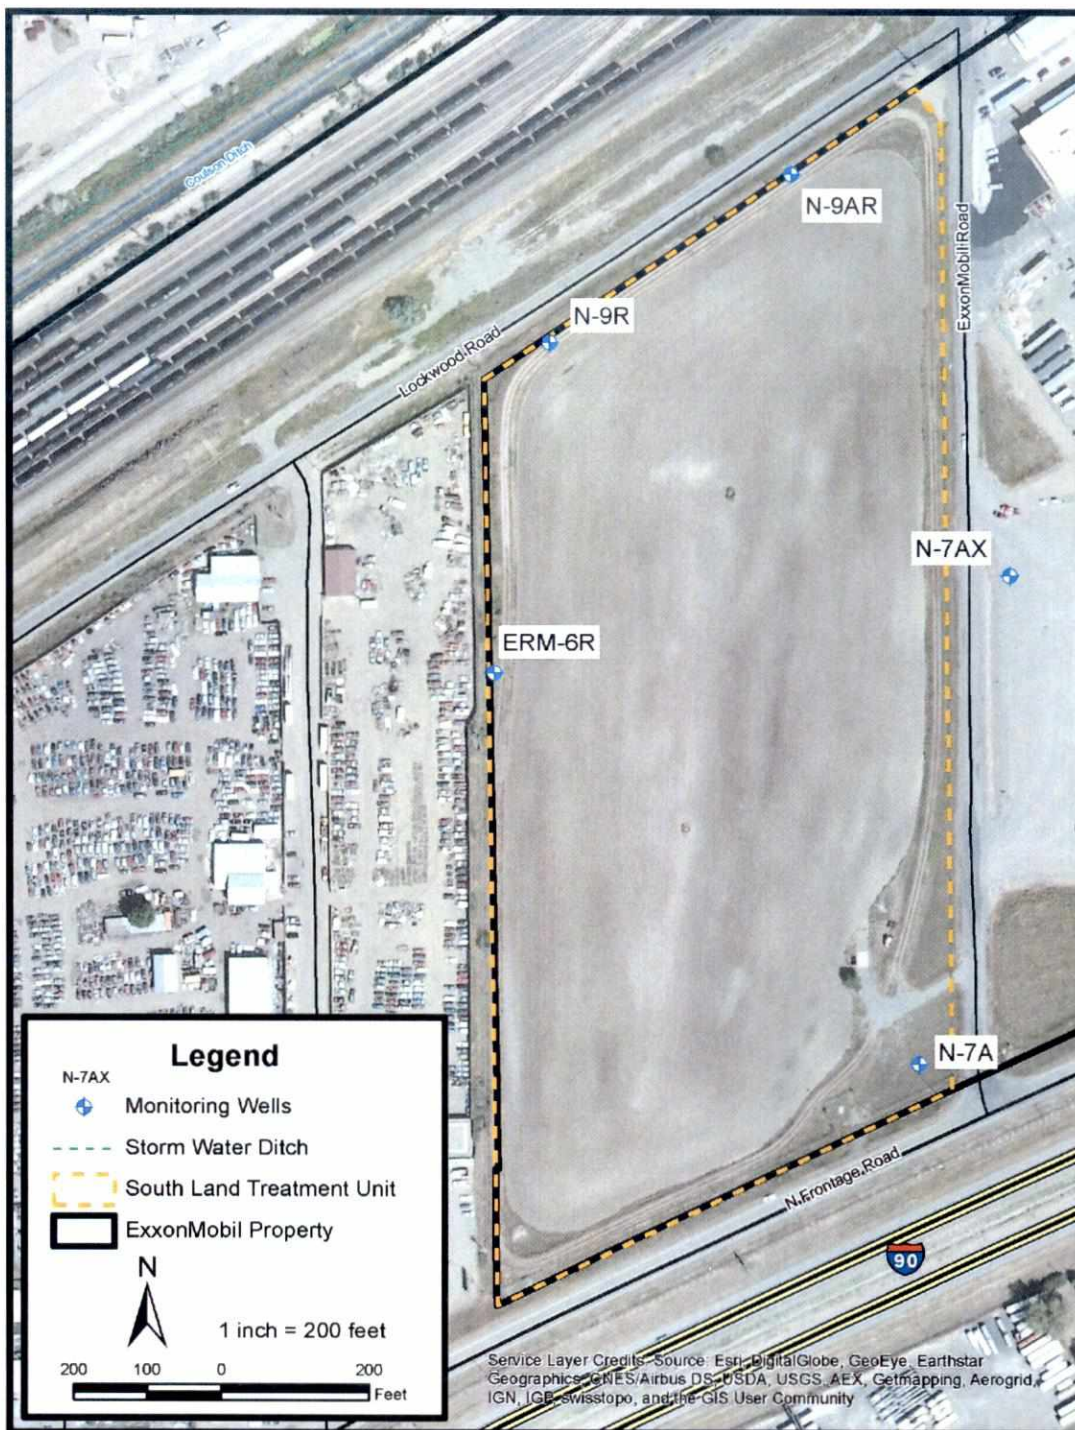 Coulson Ditch
N-9AR
ExxonMobil Road
N-9R
Lockwood Road
N-7AX
ERM-6R
N-7A
N Frontage Road
90
Legend
N-7AX
Monitoring Wells
Storm Water Ditch
South Land Treatment Unit
ExxonMobil Property
N
1 inch = 200 feet
200 100 0 200
Feet
Service Layer Credits: Source: Esri, DigitalGlobe, GeoEye, Earthstar
Geographics, CNES/Airbus DS, USDA, USGS, AEX, Getmapping, Aerogrid,
IGN, IGP, swisstopo, and the GIS User Community